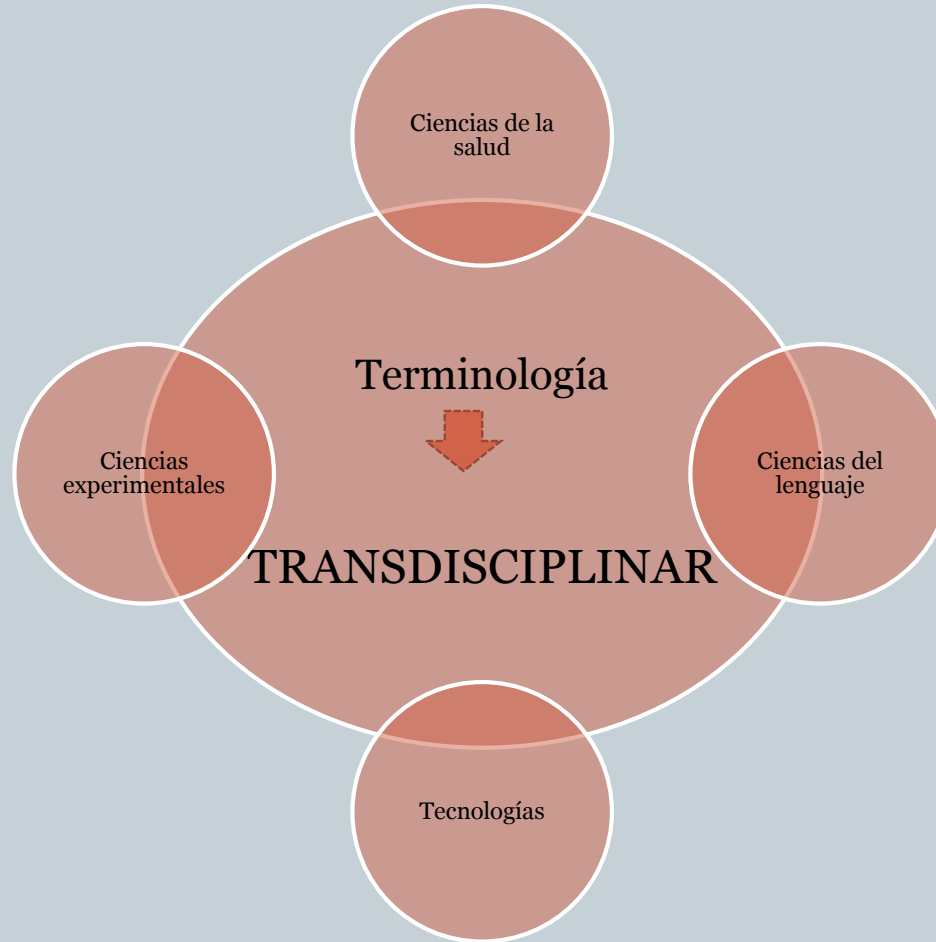 Ciencias de la
salud
Terminología
Ciencias
experimentales
Ciencias del
lenguaje
TRANSDISCIPLINAR
Tecnologías